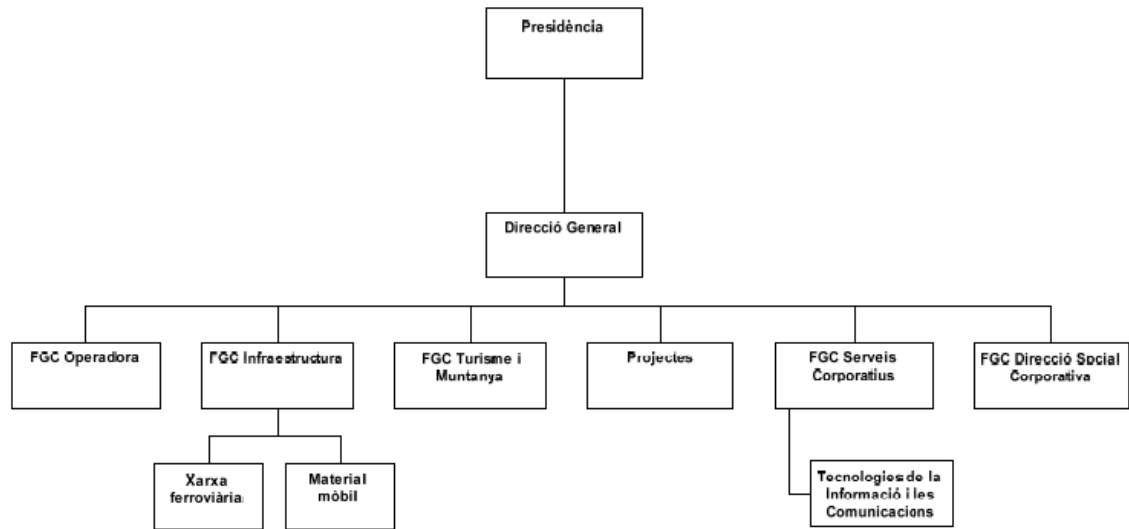 Presidència
Direcció General
FGC Operadora
FGC Infraestructura
FGC Turisme i
Muntanya
Projectes
FGC Serveis
Corporatius
FGC Direcció Social
Corporativa
Xarxa
ferroviària
Material
mòbil
Tecnologies de la
Informació i les
Comunicacions